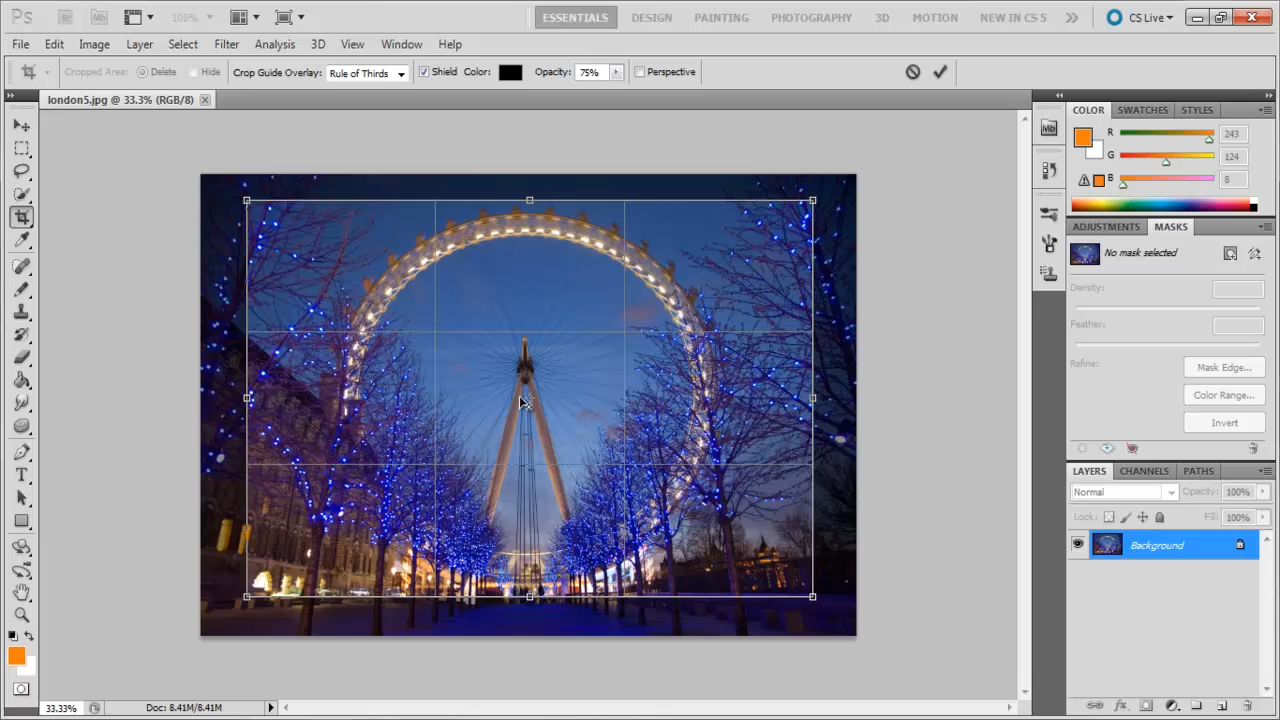 Ps Br Mb 100% ESSENTIALS DESIGN PAINTING PHOTOGRAPHY 3D MOTION NEW IN CS 5 CS Live
File Edit Image Layer Select Filter Analysis 3D View Window Help
Cropped Area: Delete Hide Crop Guide Overlay: Rule of Thirds Shield Color: Opacity: 75% Perspective
london5.jpg @ 33.3% (RGB/8)
COLOR SWATCHES STYLES
Mb
R 243
G 124
B 8
ADJUSTMENTS MASKS
No mask selected
Density:
Feather:
Refine: Mask Edge...
Color Range...
Invert
LAYERS CHANNELS PATHS
Normal Opacity: 100%
Lock: Fill: 100%
Background
33.33% Doc: 8.41M/8.41M